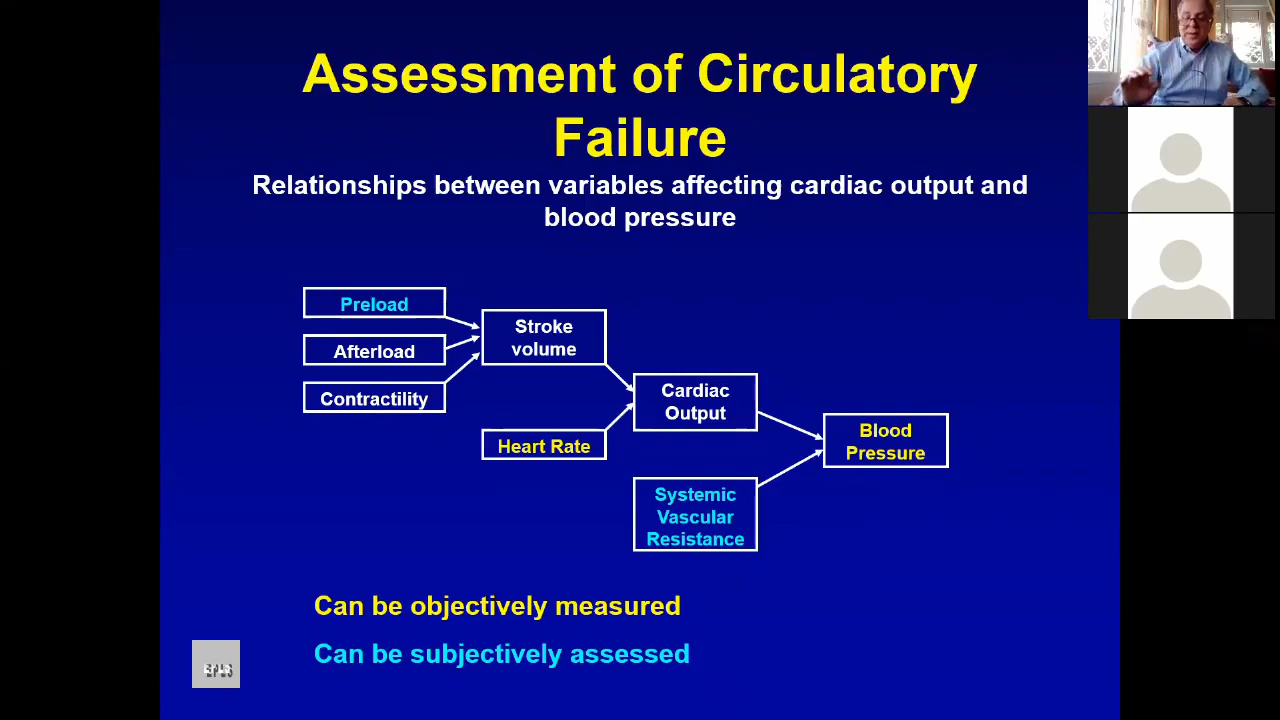 Assessment of Circulatory
Failure
Relationships between variables affecting cardiac output and
blood pressure
Preload
Afterload
Contractility
Stroke
volume
Heart Rate
Cardiac
Output
Systemic
Vascular
Resistance
Blood
Pressure
Can be objectively measured
Can be subjectively assessed